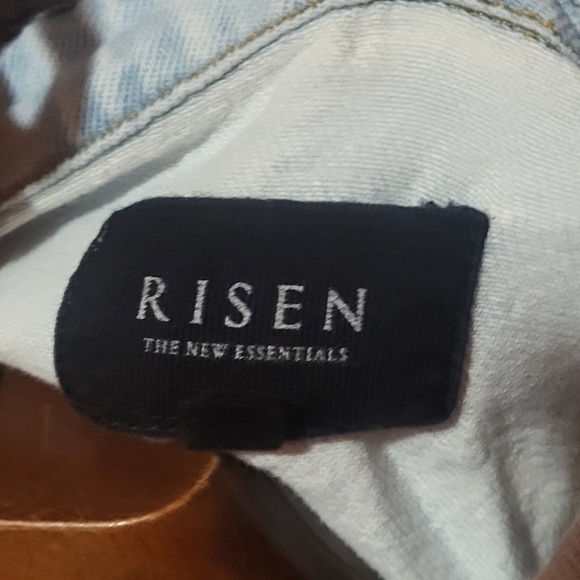 RISEN
THE NEW ESSENTIALS